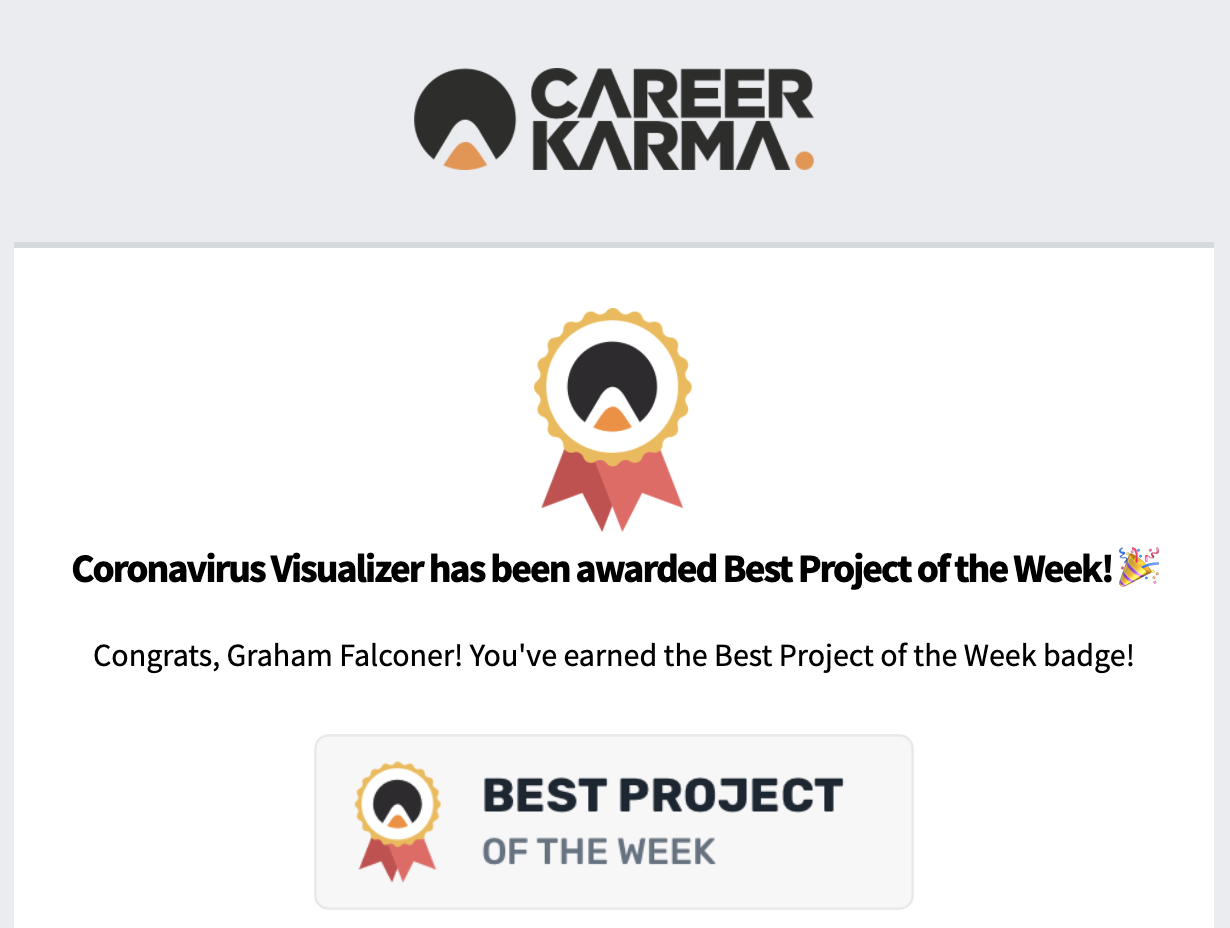 CAREER
KARMA.
Coronavirus Visualizer has been awarded Best Project of the Week! 🎉
Congrats, Graham Falconer! You've earned the Best Project of the Week badge!
BEST PROJECT
OF THE WEEK